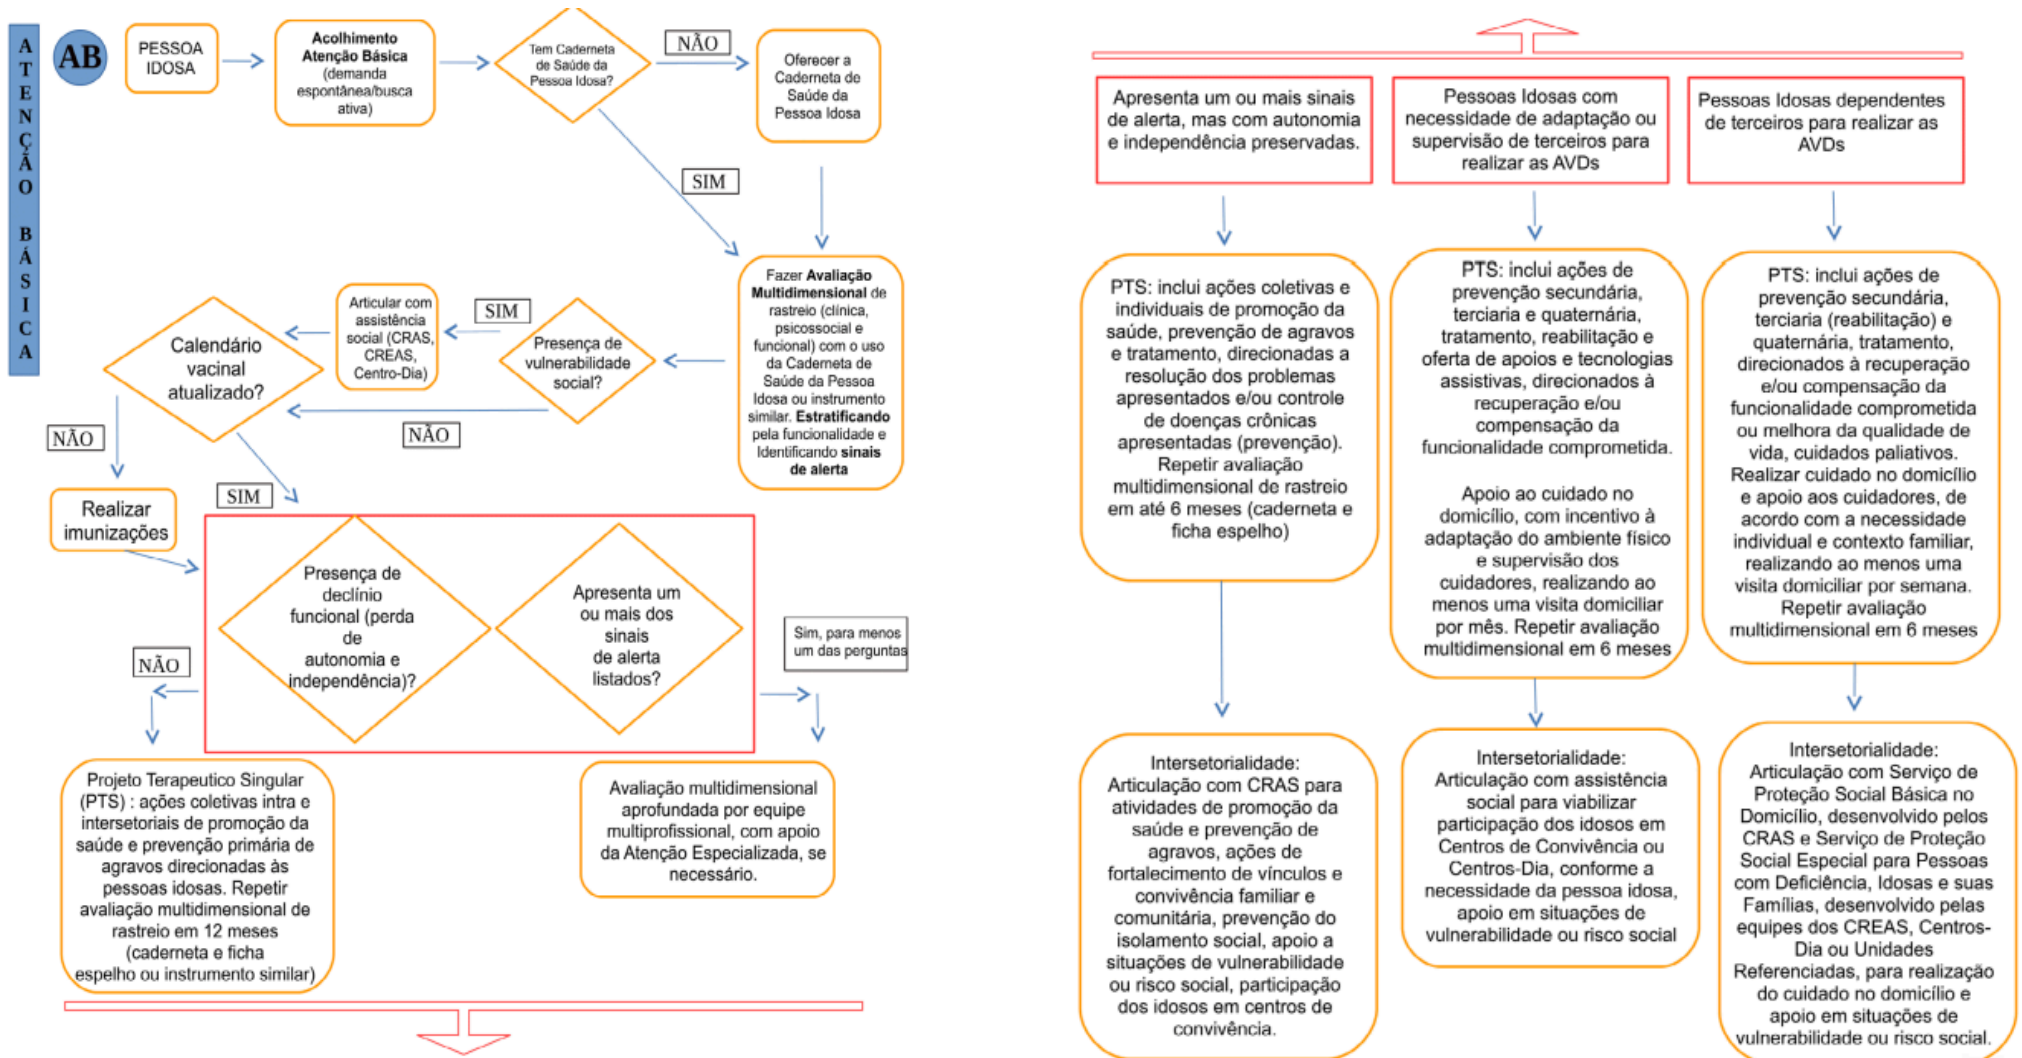 ATENÇÃO BÁSICA
AB
PESSOA
IDOSA
Acolhimento
Atenção Básica
(demanda
espontânea/busca
ativa)
Tem Caderneta
de Saúde da
Pessoa Idosa?
NÃO
Oferecer a
Caderneta de
Saúde da
Pessoa Idosa
SIM
Fazer Avaliação
Multidimensional de
rastreio (clínica,
psicossocial e
funcional) com o uso
da Caderneta de
Saúde da Pessoa
Idosa ou instrumento
similar. Estratificando
pela funcionalidade e
Identificando sinais
de alerta
Presença de
vulnerabilidade
social?
SIM
Articular com
assistência
social (CRAS,
CREAS,
Centro-Dia)
NÃO
Calendário
vacinal
atualizado?
NÃO
Realizar
imunizações
SIM
Presença de
declínio
funcional (perda
de
autonomia e
independência)?
Apresenta um
ou mais dos
sinais
de alerta
listados?
NÃO
Sim, para menos
um das perguntas
Projeto Terapeutico Singular
(PTS) : ações coletivas intra e
intersetoriais de promoção da
saúde e prevenção primária de
agravos direcionadas às
pessoas idosas. Repetir
avaliação multidimensional de
rastreio em 12 meses
(caderneta e ficha
espelho ou instrumento similar)
Avaliação multidimensional
aprofundada por equipe
multiprofissional, com apoio
da Atenção Especializada, se
necessário.
Apresenta um ou mais sinais
de alerta, mas com autonomia
e independência preservadas.
PTS: inclui ações coletivas e
individuais de promoção da
saúde, prevenção de agravos
e tratamento, direcionadas a
resolução dos problemas
apresentados e/ou controle
de doenças crônicas
apresentadas (prevenção).
Repetir avaliação
multidimensional de rastreio
em até 6 meses (caderneta e
ficha espelho)
Intersetorialidade:
Articulação com CRAS para
atividades de promoção da
saúde e prevenção de
agravos, ações de
fortalecimento de vínculos e
convivência familiar e
comunitária, prevenção do
isolamento social, apoio a
situações de vulnerabilidade
ou risco social, participação
dos idosos em centros de
convivência.
Pessoas Idosas com
necessidade de adaptação ou
supervisão de terceiros para
realizar as AVDs
PTS: inclui ações de
prevenção secundária,
terciaria e quaternária,
tratamento, reabilitação e
oferta de apoios e tecnologias
assistivas, direcionados à
recuperação e/ou
compensação da
funcionalidade comprometida.
Apoio ao cuidado no
domicílio, com incentivo à
adaptação do ambiente físico
e supervisão dos
cuidadores, realizando ao
menos uma visita domiciliar
por mês. Repetir avaliação
multidimensional em 6 meses
Intersetorialidade:
Articulação com assistência
social para viabilizar
participação dos idosos em
Centros de Convivência ou
Centros-Dia, conforme a
necessidade da pessoa idosa,
apoio em situações de
vulnerabilidade ou risco social
Pessoas Idosas dependentes
de terceiros para realizar as
AVDs
PTS: inclui ações de
prevenção secundária,
terciaria (reabilitação) e
quaternária, tratamento,
direcionados à recuperação
e/ou compensação da
funcionalidade comprometida
ou melhora da qualidade de
vida, cuidados paliativos.
Realizar cuidado no domicílio
e apoio aos cuidadores, de
acordo com a necessidade
individual e contexto familiar,
realizando ao menos uma
visita domiciliar por semana.
Repetir avaliação
multidimensional em 6 meses
Intersetorialidade:
Articulação com Serviço de
Proteção Social Básica no
Domicílio, desenvolvido pelos
CRAS e Serviço de Proteção
Social Especial para Pessoas
com Deficiência, Idosas e suas
Famílias, desenvolvido pelas
equipes dos CREAS, Centros-
Dia ou Unidades
Referenciadas, para realização
do cuidado no domicílio e
apoio em situações de
vulnerabilidade ou risco social.